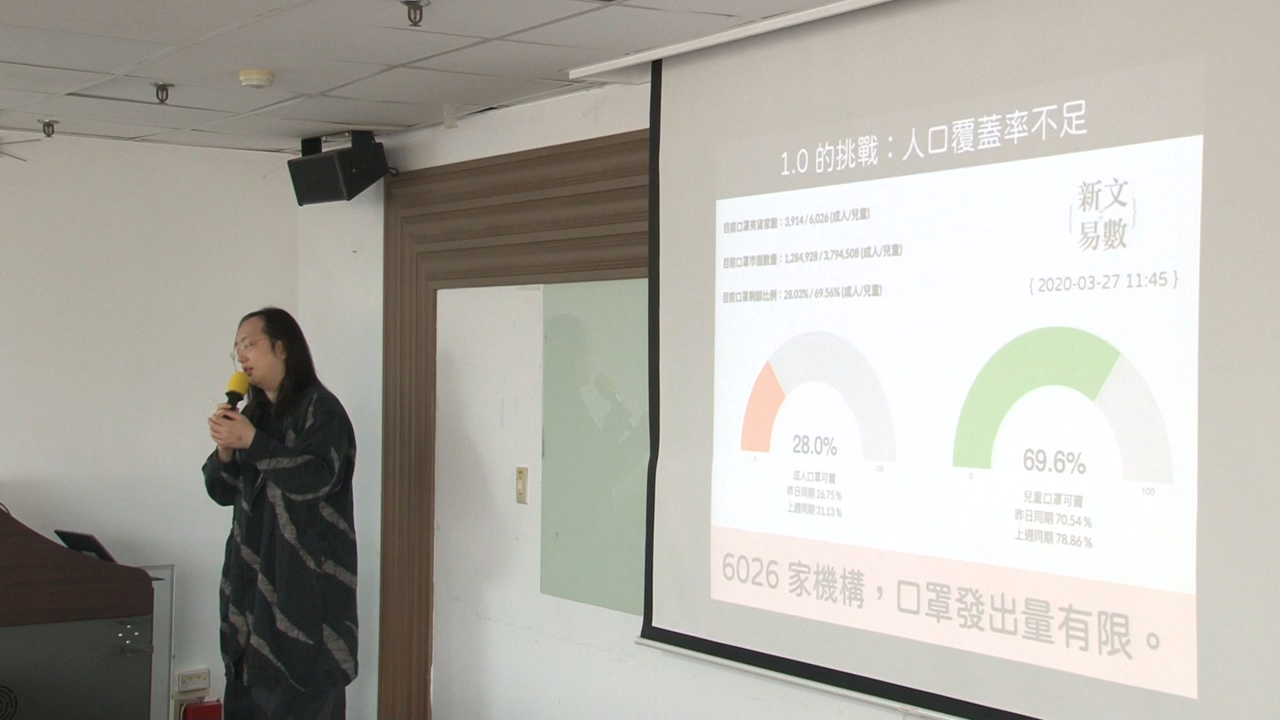 1.0 的挑戰：人口覆蓋率不足
目前口罩有貨家數：3,914 / 6,026 (成人/兒童)
目前口罩市面數量：1,284,928 / 3,794,508 (成人/兒童)
目前口罩剩餘比例：28.03% / 69.56% (成人/兒童)
新文
易數
{ 2020-03-27 11:45 }
28.0%
0
100
成人口罩可買
昨日同期 26.75 %
上週同期 31.13 %
69.6%
0
100
兒童口罩可買
昨日同期 70.54 %
上週同期 78.86 %
6026 家機構，口罩發出量有限。